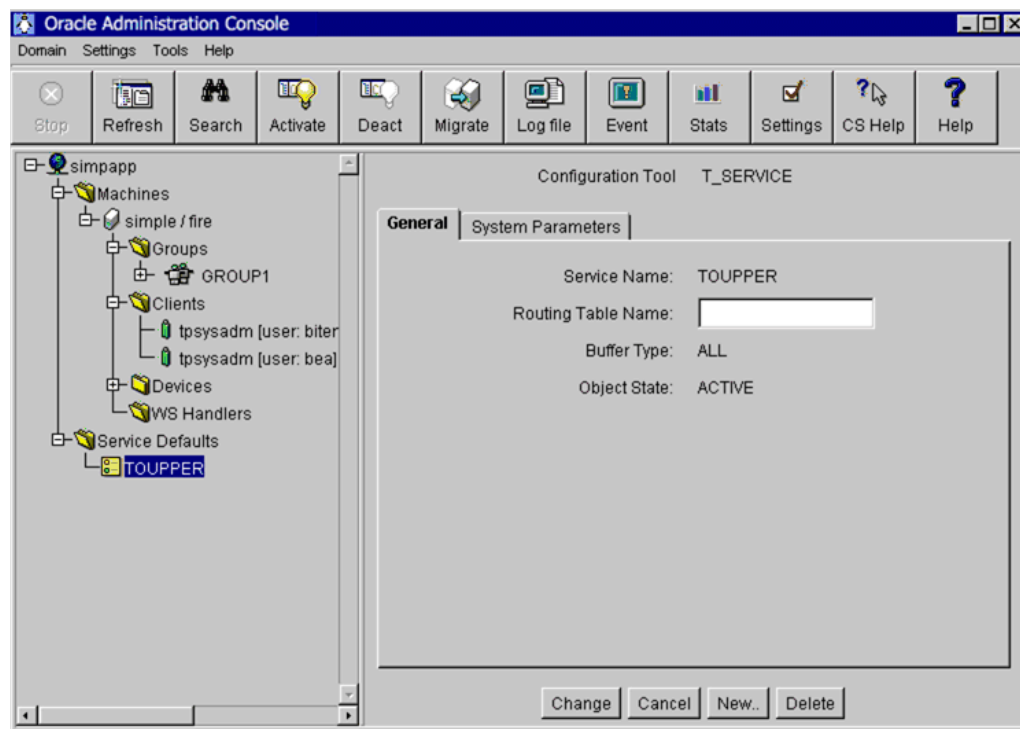 Oracle Administration Console
Domain Settings Tools Help
Stop Refresh Search Activate Deact Migrate Log file Event Stats Settings CS Help Help
simpapp
Machines
simple / fire
Groups
GROUP1
Clients
tpsysadm [user: biter
tpsysadm [user: bea]
Devices
WS Handlers
Service Defaults
TOUPPER
Configuration Tool T_SERVICE
General System Parameters
Service Name: TOUPPER
Routing Table Name:
Buffer Type: ALL
Object State: ACTIVE
Change Cancel New.. Delete